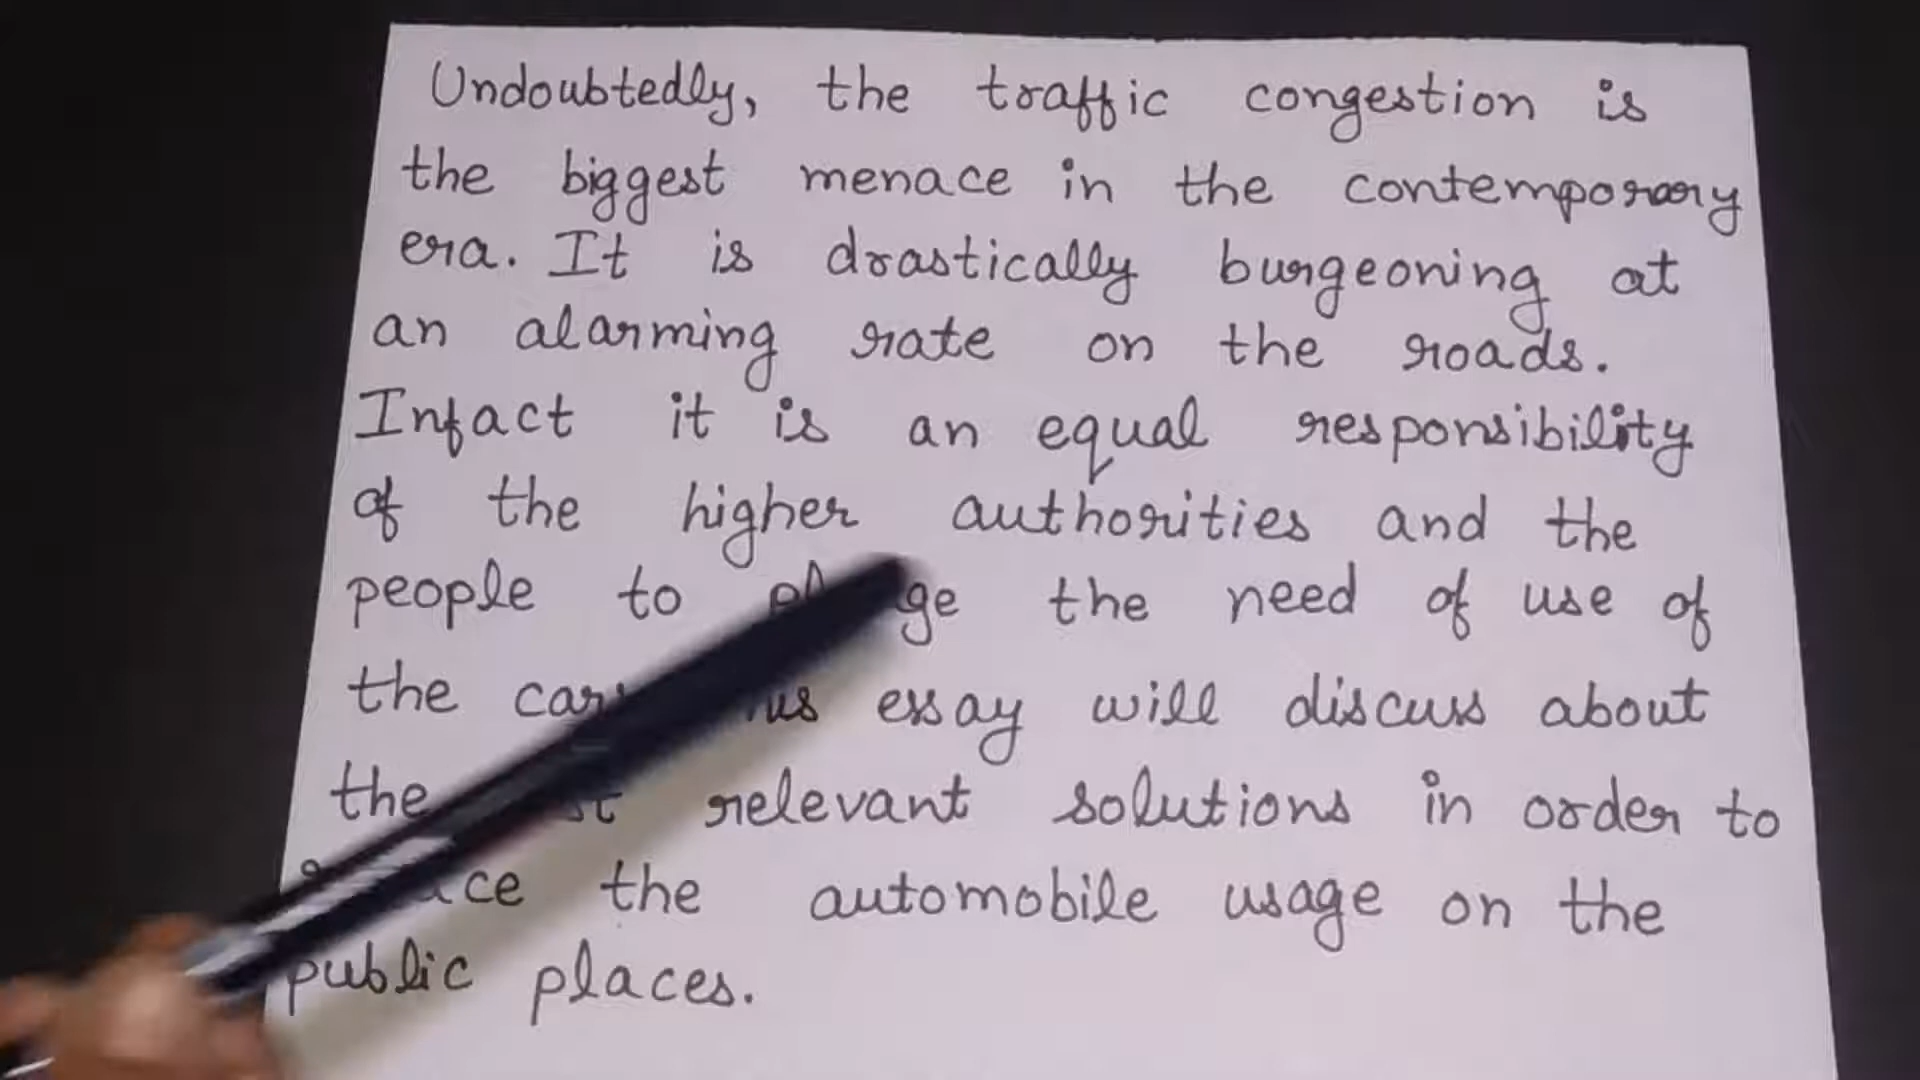 Undoubtedly, the traffic congestion is
the biggest menace in the contemporary
era. It is drastically burgeoning at
an alarming rate on the roads.
Infact it is an equal responsibility
of the higher authorities and the
people to the need of use of
the essay will discuss about
the relevant solutions in order to
the automobile usage on the
public places.